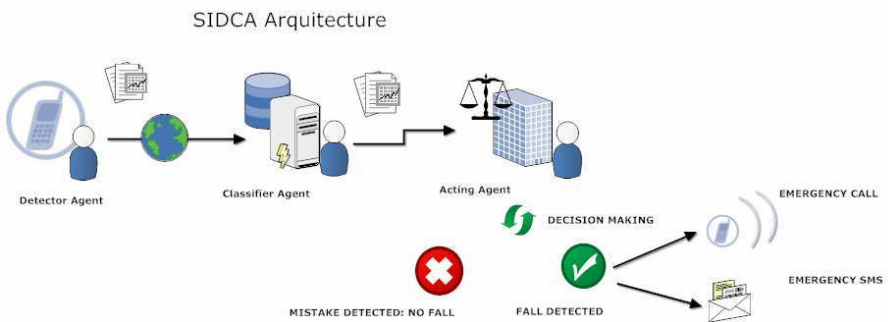 SIDCA Arquitecture
Detector Agent
Classifier Agent
Acting Agent
EMERGENCY CALL
DECISION MAKING
EMERGENCY SMS
MISTAKE DETECTED: NO FALL
FALL DETECTED